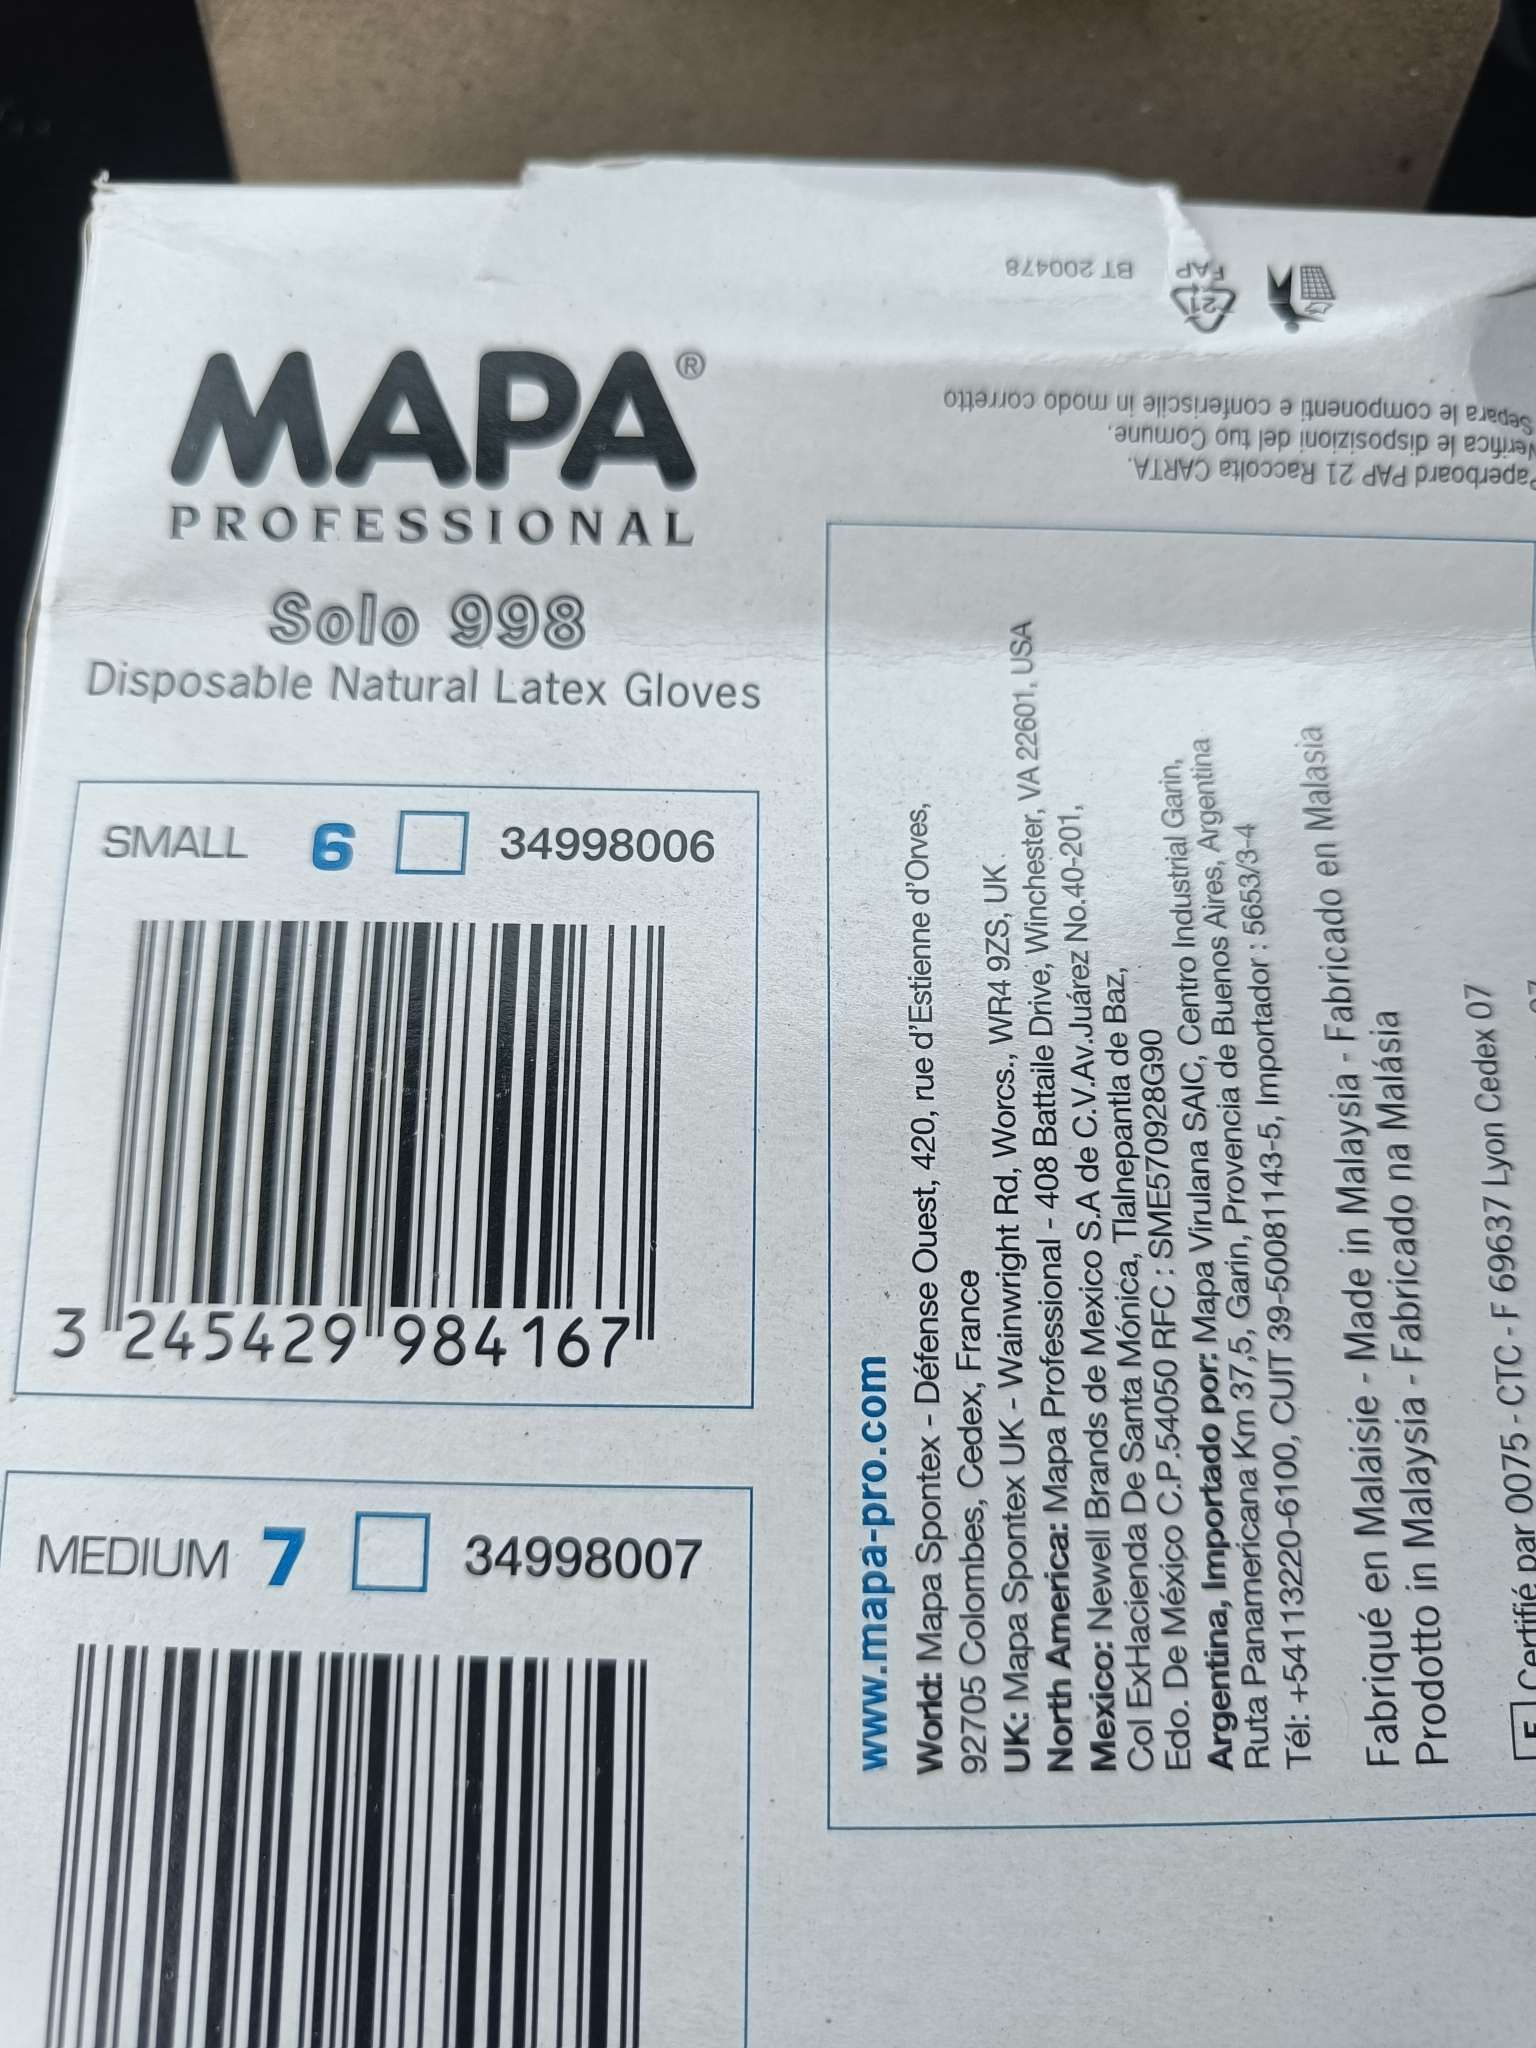 MAPA®
PROFESSIONAL
Solo 998
Disposable Natural Latex Gloves
SMALL 6 34998006
3 245429 984167
MEDIUM 7 34998007
BT 200478
21
PAP
Paperboard PAP 21 Raccolta CARTA.
Verifica le disposizioni del tuo Comune.
Separa le componenti e conferiscile in modo corretto
www.mapa-pro.com
World: Mapa Spontex - Défense Ouest, 420, rue d'Estienne d'Orves,
92705 Colombes, Cedex, France
UK: Mapa Spontex UK - Wainwright Rd, Worcs., WR4 9ZS, UK
North America: Mapa Professional - 408 Battaile Drive, Winchester, VA 22601, USA
Mexico: Newell Brands de Mexico S.A de C.V.Av.Juárez No.40-201,
Col ExHacienda De Santa Mónica, Tlalnepantla de Baz,
Edo. De México C.P.54050 RFC : SME570928G90
Argentina, Importado por: Mapa Virulana SAIC, Centro Industrial Garin,
Ruta Panamericana Km 37,5, Garin, Provencia de Buenos Aires, Argentina
Tél: +54113220-6100, CUIT 39-50081143-5, Importador : 5653/3-4
Fabriqué en Malaisie - Made in Malaysia - Fabricado en Malasia
Prodotto in Malaysia - Fabricado na Malásia
F Certifié par 0075 - CTC - F 69637 Lyon Cedex 07